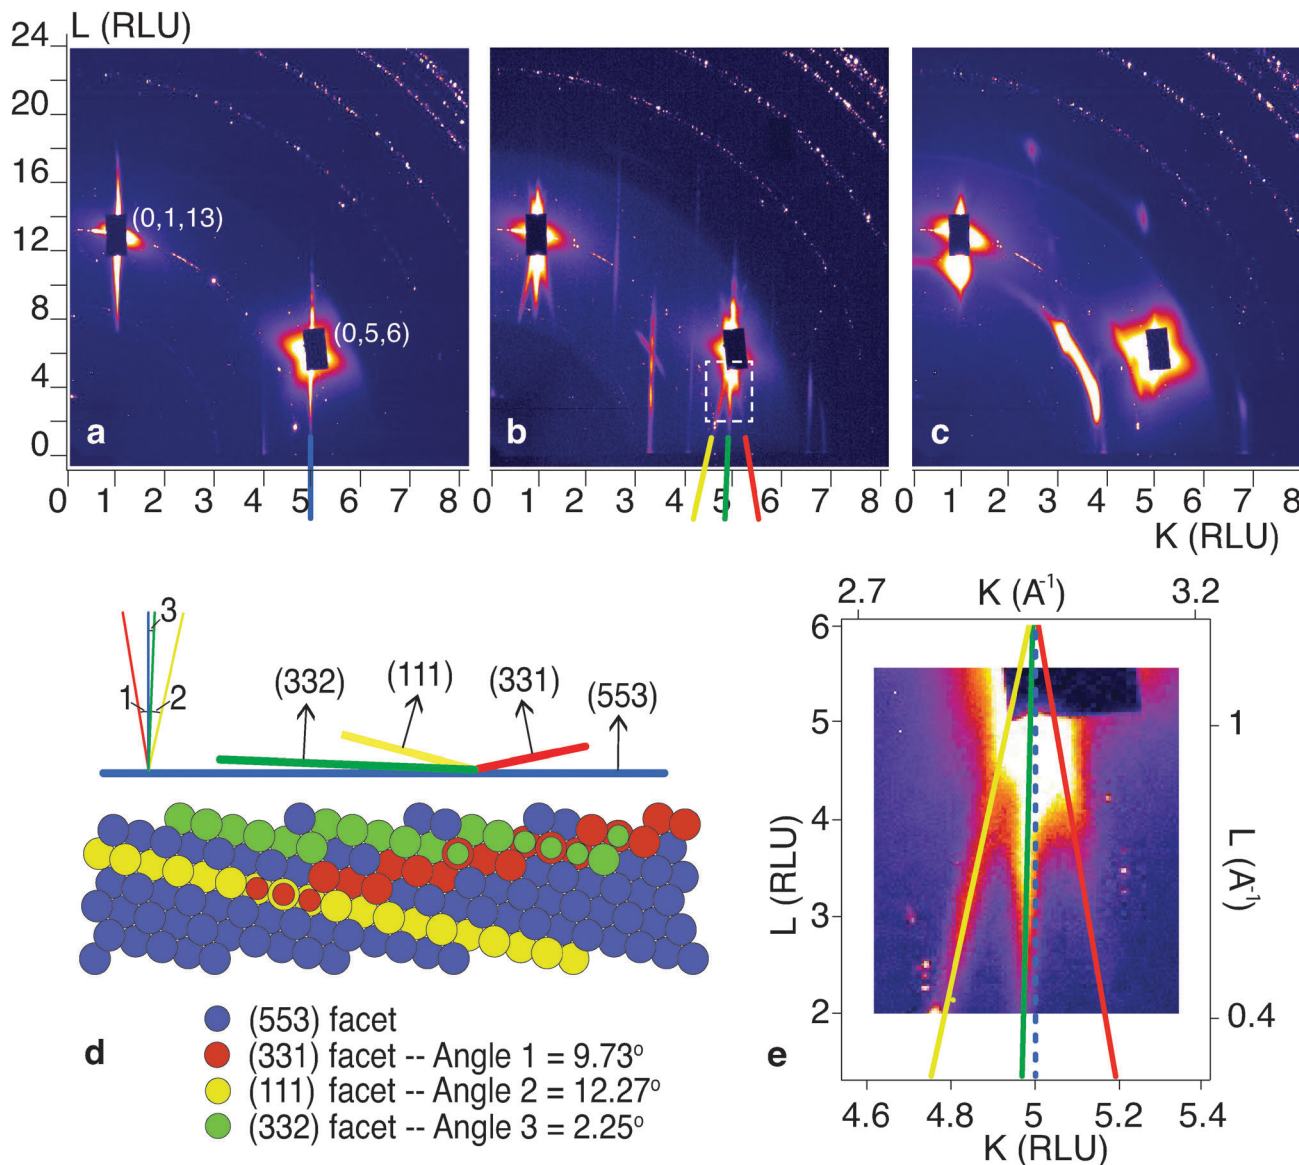 L (RLU)
24
20
16
12
8
4
0
(0,1,13)
(0,5,6)
a
b
c
0 1 2 3 4 5 6 7 8
0 1 2 3 4 5 6 7 8
0 1 2 3 4 5 6 7 8
K (RLU)
3
1
2
(332)
(111)
(331)
(553)
(553) facet
(331) facet -- Angle 1 = 9.73º
(111) facet -- Angle 2 = 12.27º
(332) facet -- Angle 3 = 2.25º
d
2.7 K (A⁻¹) 3.2
6
5
4
3
2
L (RLU)
1
0.4
L (A⁻¹)
e
4.6 4.8 5 5.2 5.4
K (RLU)